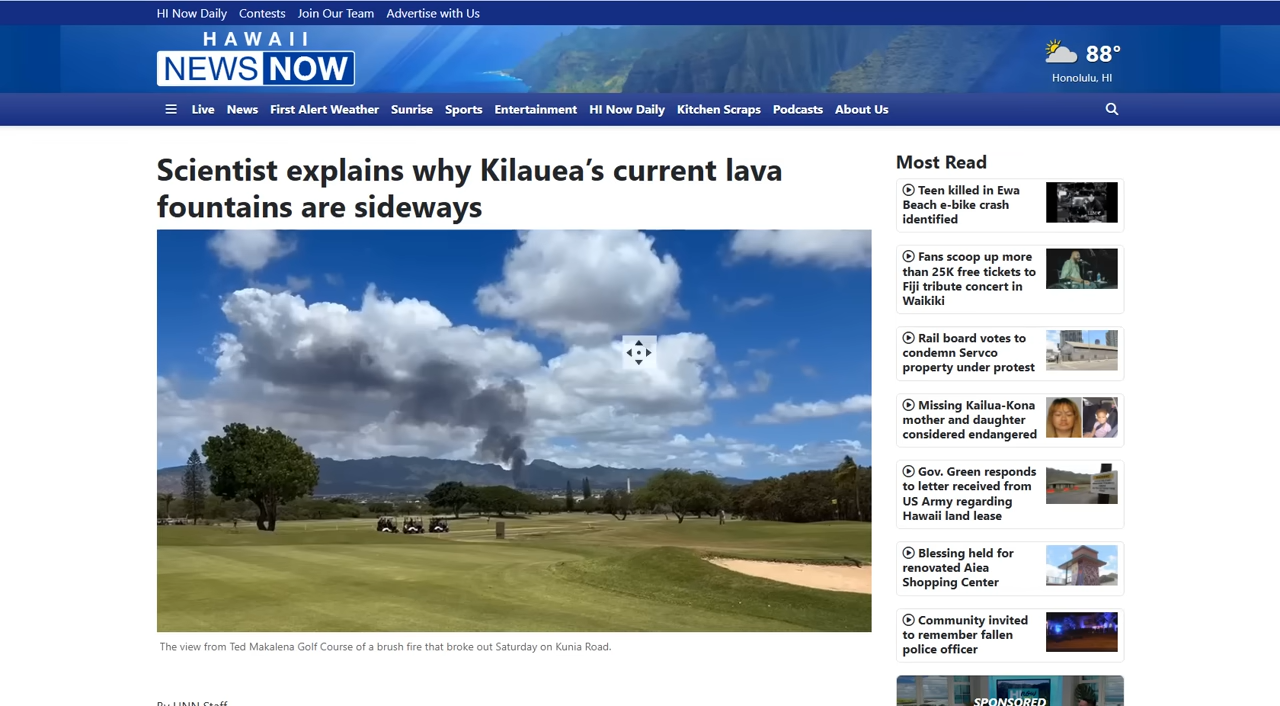 HI Now Daily Contests Join Our Team Advertise with Us
HAWAII
NEWS NOW
88°
Honolulu, HI
Live News First Alert Weather Sunrise Sports Entertainment HI Now Daily Kitchen Scraps Podcasts About Us
Scientist explains why Kilauea’s current lava
fountains are sideways
The view from Ted Makalena Golf Course of a brush fire that broke out Saturday on Kunia Road.
By HNN Staff
Most Read
Teen killed in Ewa
Beach e-bike crash
identified
Fans scoop up more
than 25K free tickets to
Fiji tribute concert in
Waikiki
Rail board votes to
condemn Servco
property under protest
Missing Kailua-Kona
mother and daughter
considered endangered
Gov. Green responds
to letter received from
US Army regarding
Hawaii land lease
Blessing held for
renovated Aiea
Shopping Center
Community invited
to remember fallen
police officer
SPONSORED